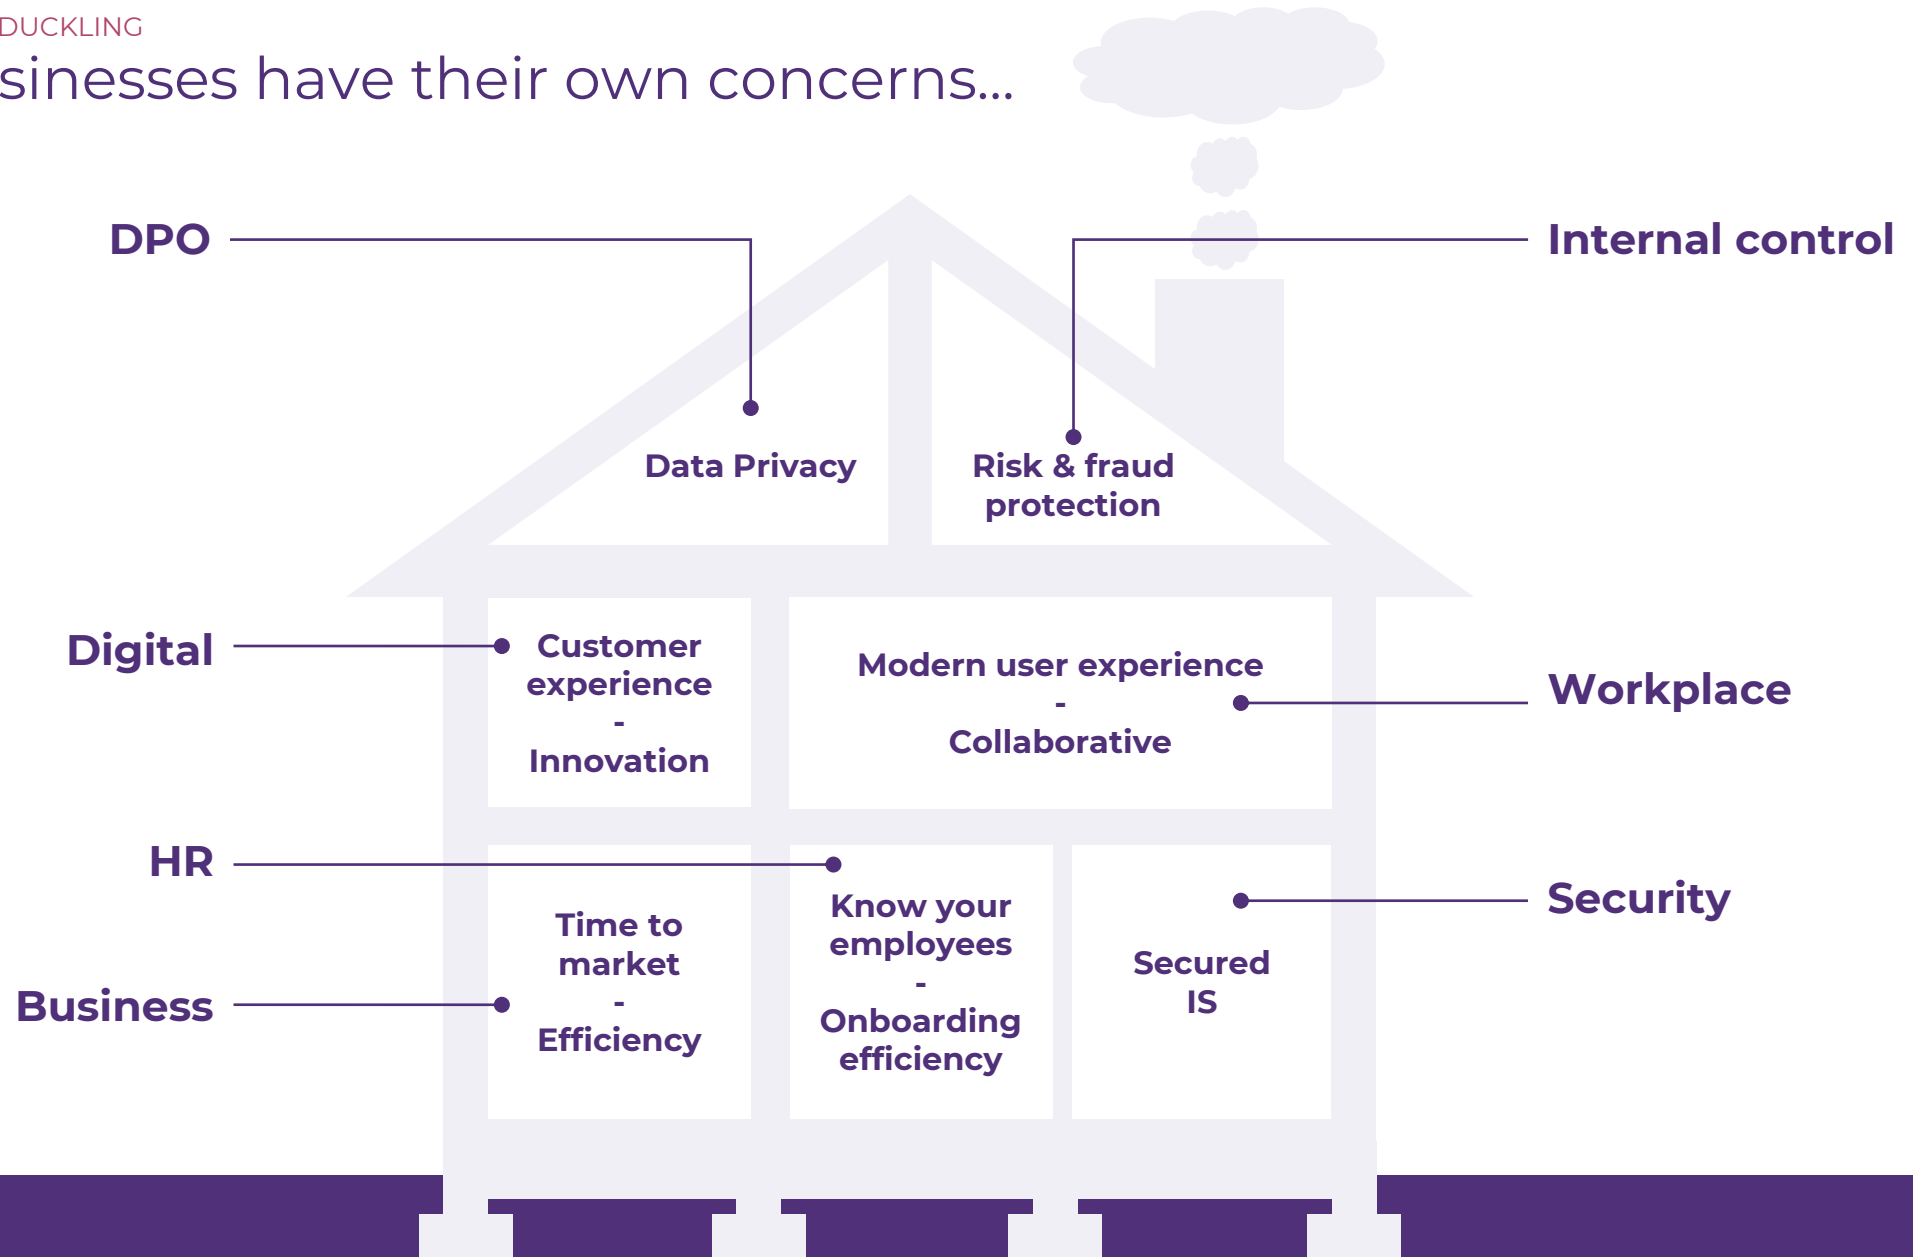 DUCKLING
sinesses have their own concerns...
DPO
Internal control
Data Privacy
Risk & fraud
protection
Digital
Customer
experience
-
Innovation
Modern user experience
-
Collaborative
Workplace
HR
Know your
employees
-
Onboarding
efficiency
Security
Secured
IS
Business
Time to
market
-
Efficiency